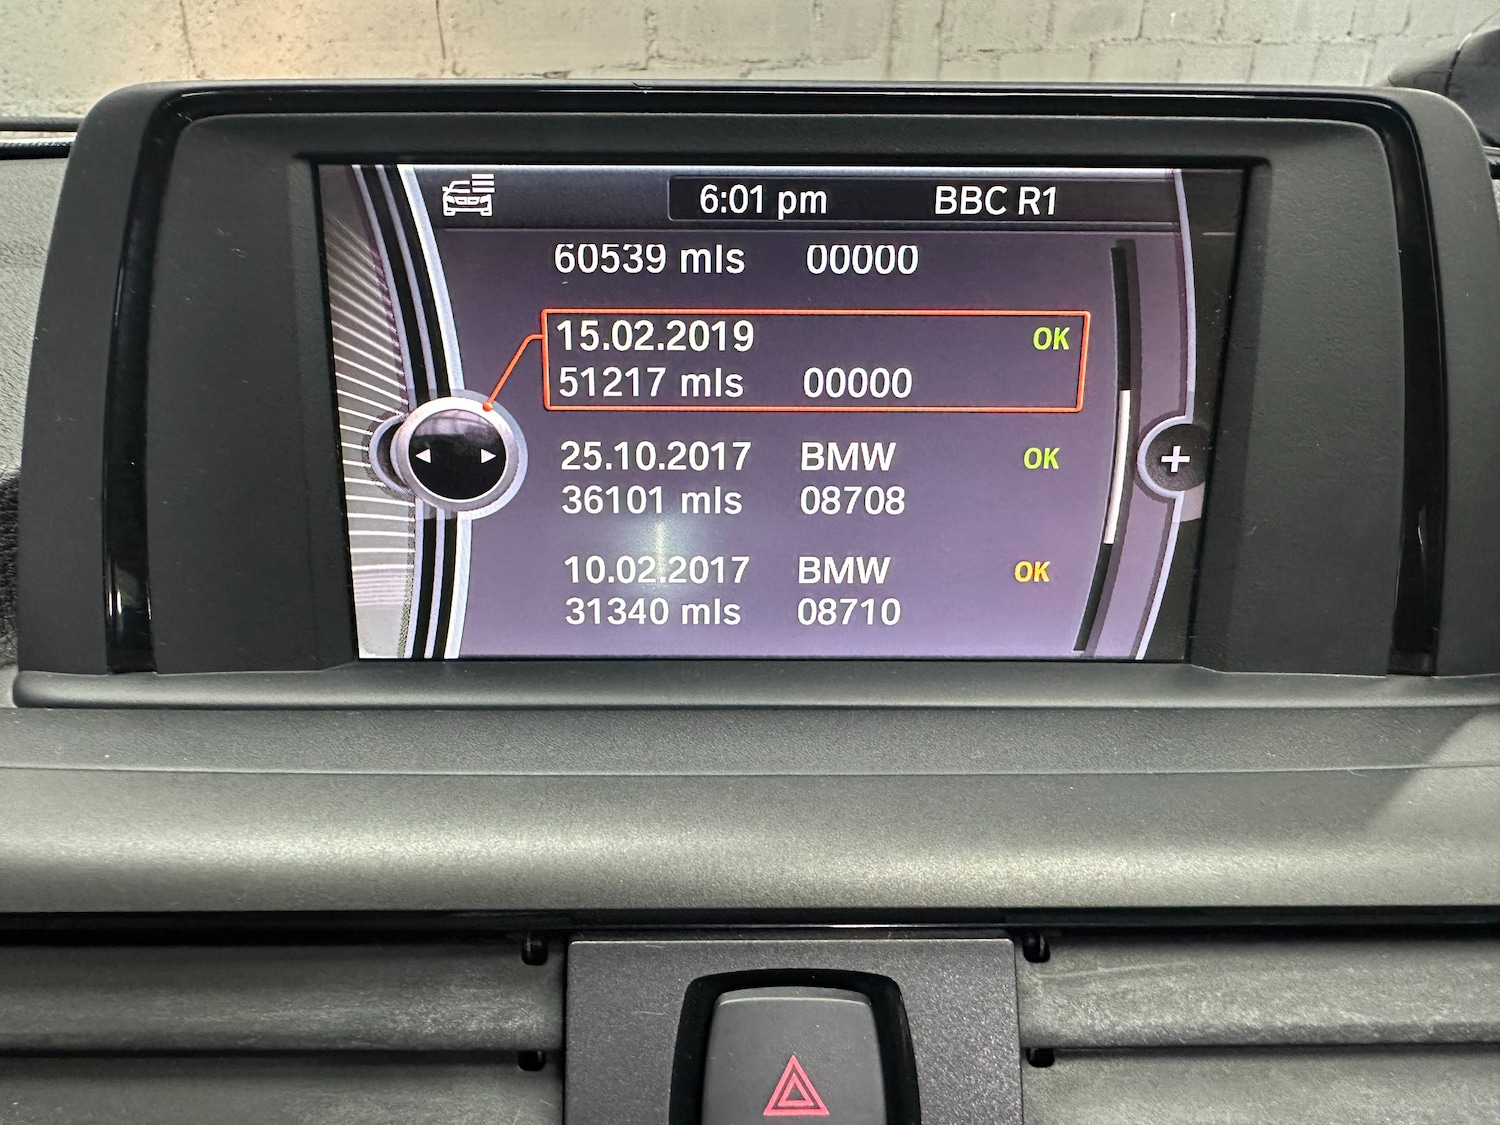 6:01 pm BBC R1
60539 mls 00000
15.02.2019 OK
51217 mls 00000
25.10.2017 BMW OK
36101 mls 08708
10.02.2017 BMW OK
31340 mls 08710